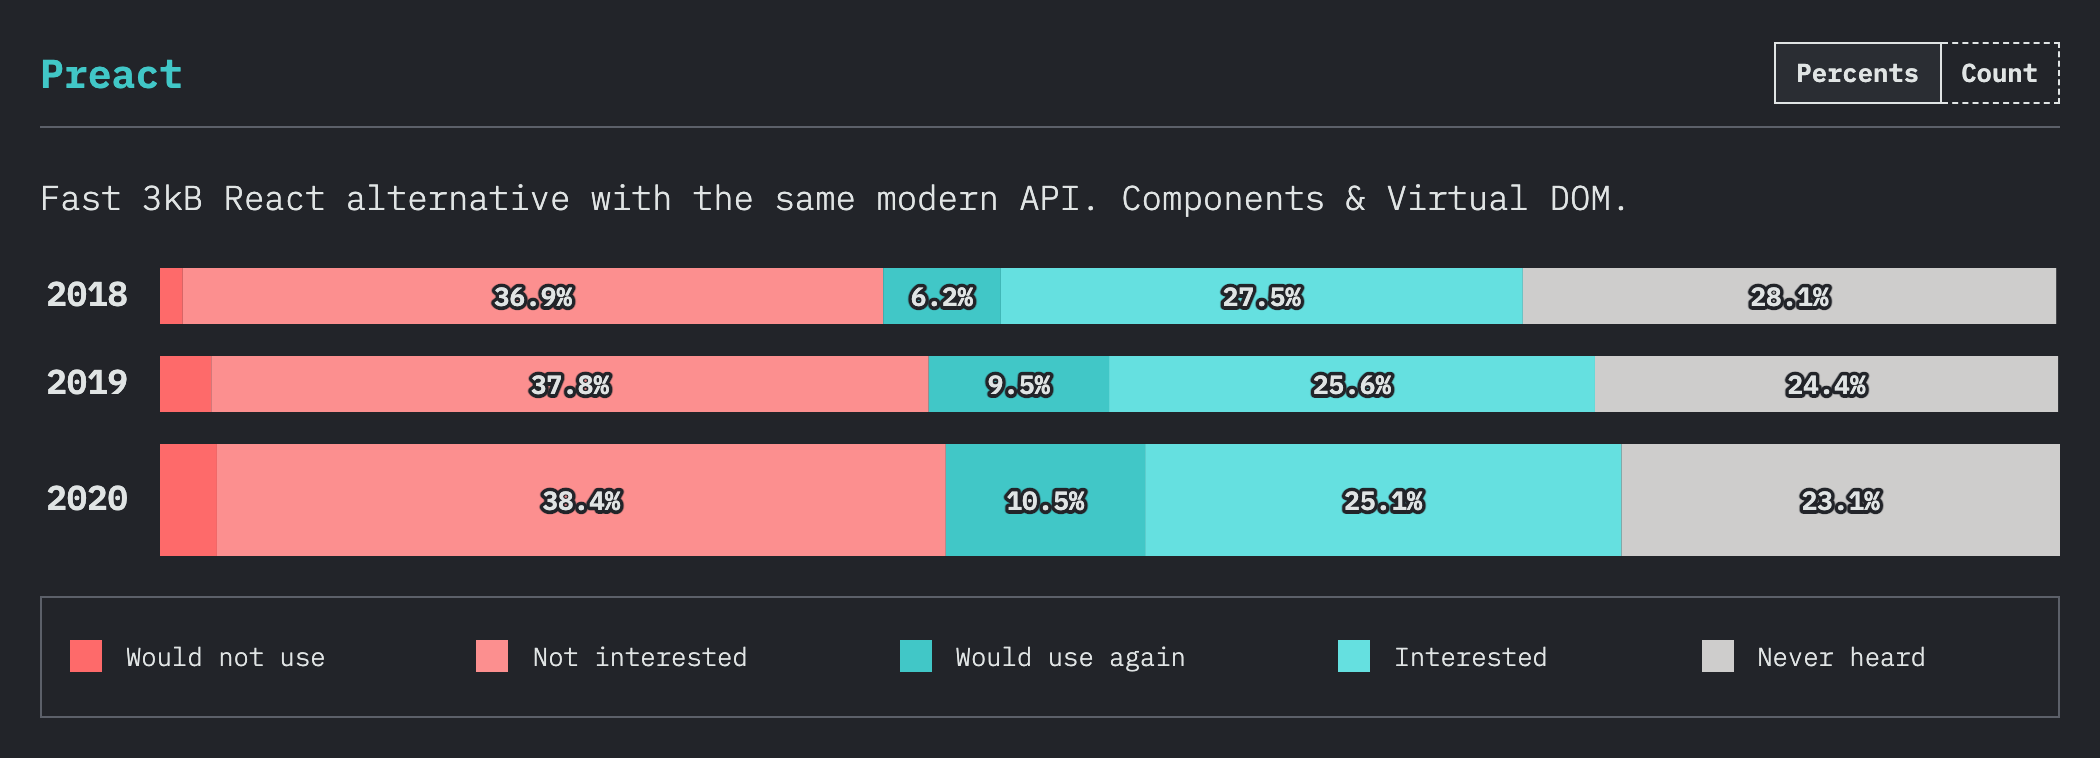 Preact
Percents Count
Fast 3kB React alternative with the same modern API. Components & Virtual DOM.
2018 36.9% 6.2% 27.5% 28.1%
2019 37.8% 9.5% 25.6% 24.4%
2020 38.4% 10.5% 25.1% 23.1%
Would not use Not interested Would use again Interested Never heard